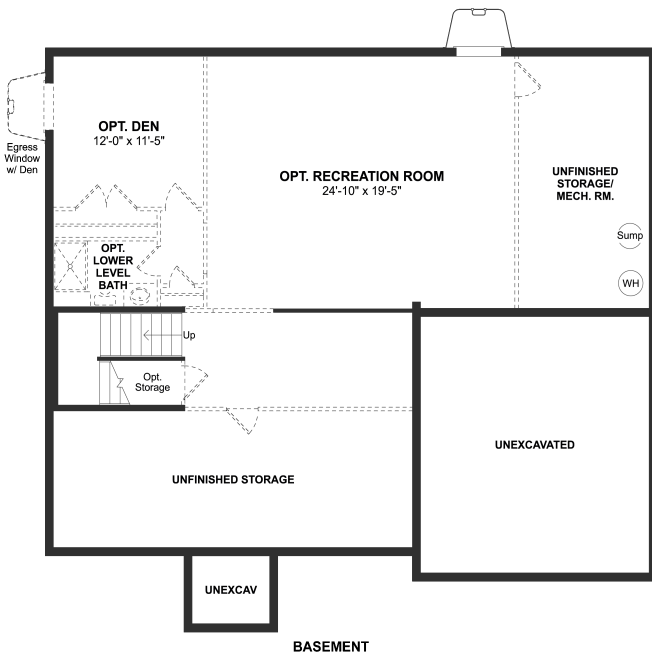 OPT. DEN
12'-0" x 11'-5"
Egress
Window
w/ Den
OPT. RECREATION ROOM
24'-10" x 19'-5"
UNFINISHED
STORAGE/
MECH. RM.
Sump
WH
OPT.
LOWER
LEVEL
BATH
Up
Opt.
Storage
UNEXCAVATED
UNFINISHED STORAGE
UNEXCAV
BASEMENT